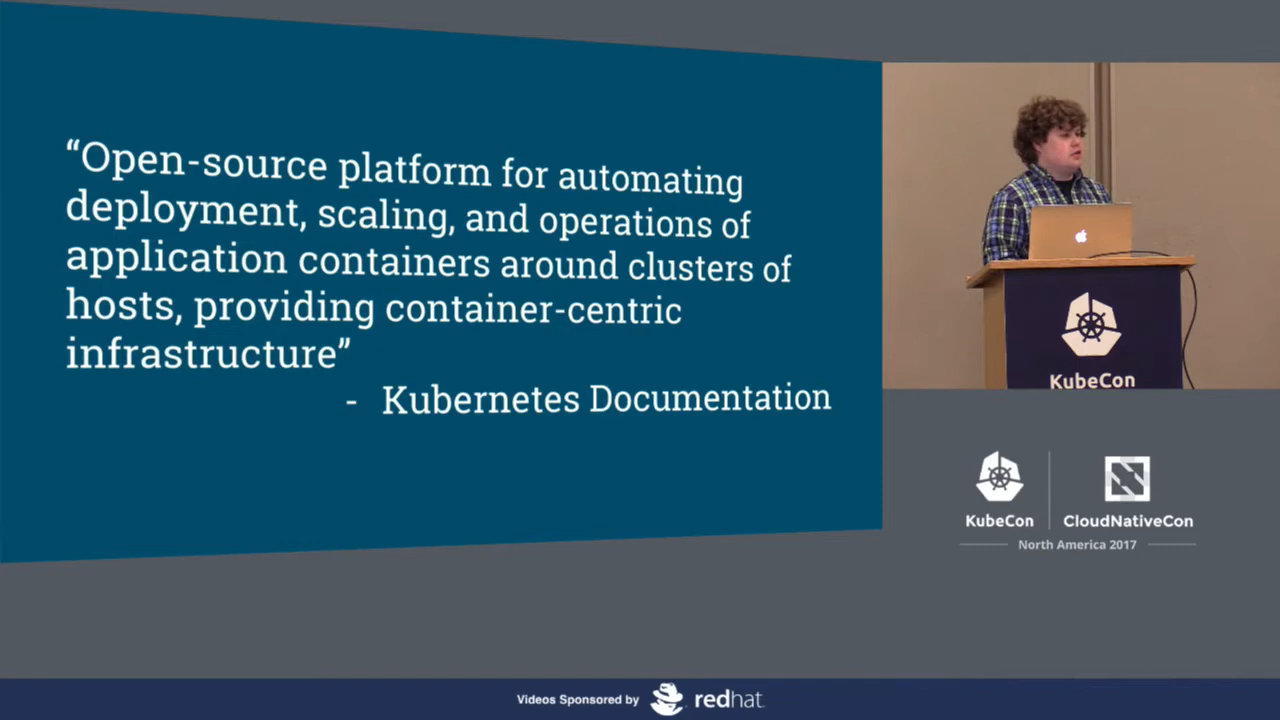 “Open-source platform for automating
deployment, scaling, and operations of
application containers around clusters of
hosts, providing container-centric
infrastructure”
- Kubernetes Documentation
KubeCon
KubeCon
CloudNativeCon
North America 2017
Videos Sponsored by redhat.